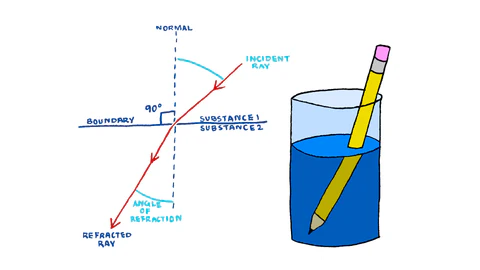 NORMAL
INCIDENT
RAY
90°
BOUNDARY
SUBSTANCE 1
SUBSTANCE 2
ANGLE
OF
REFRACTION
REFRACTED
RAY